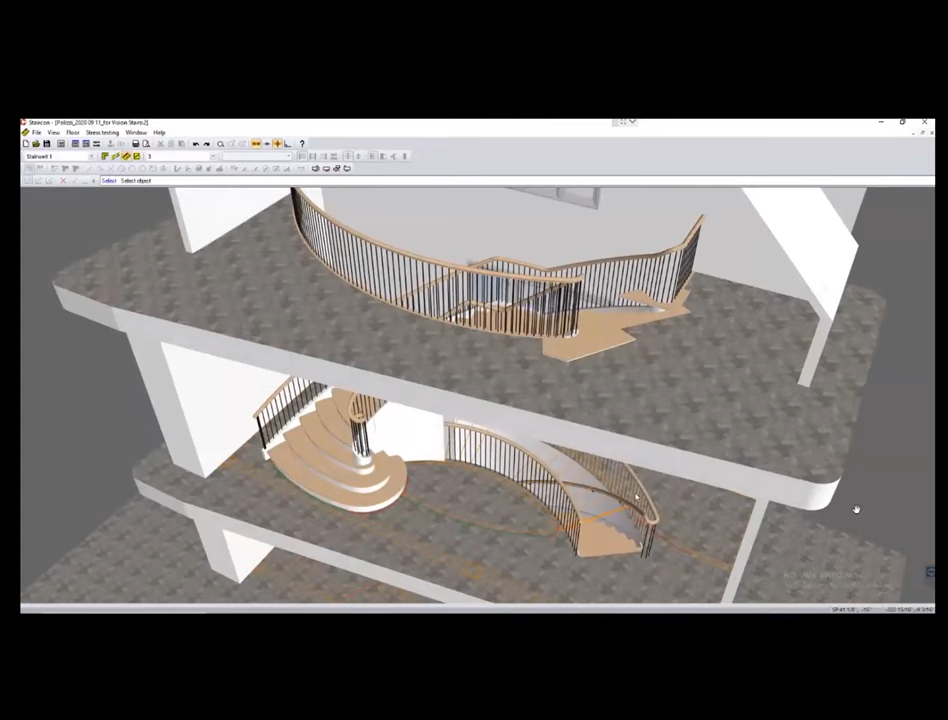 Staircon - [Polizzi_2020 09 11_for Vision Stairs.2]
File View Floor Stress testing Window Help
Stairwell 1
3
Select Select object